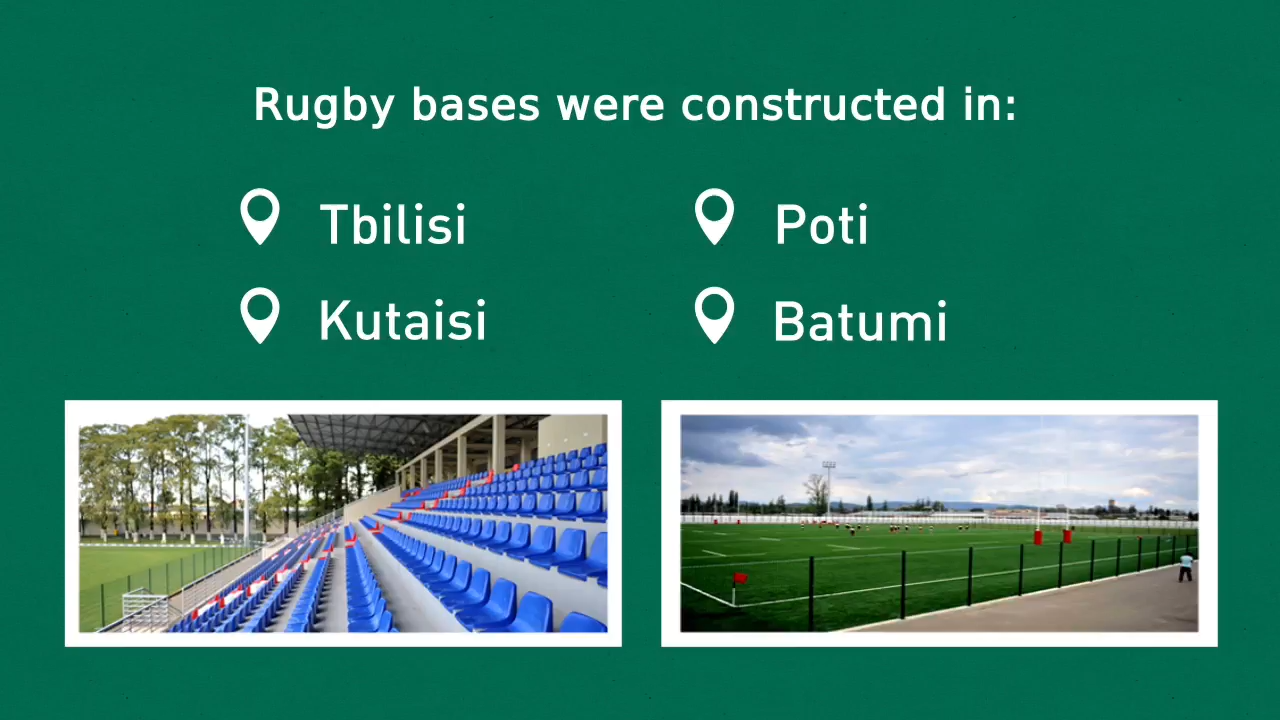 Rugby bases were constructed in:
Tbilisi
Poti
Kutaisi
Batumi